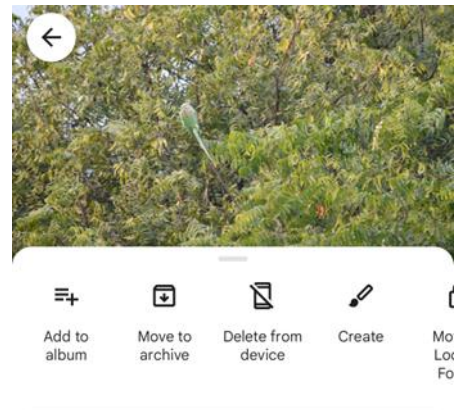 Add to
album
Move to
archive
Delete from
device
Create